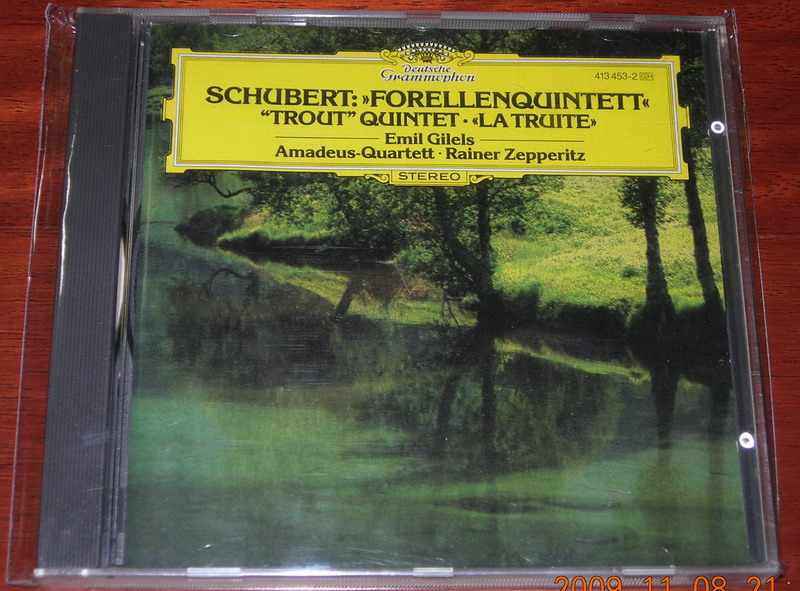 Deutsche
Grammophon
413 453-2 GH
SCHUBERT: »FORELLENQUINTETT«
“TROUT” QUINTET · «LA TRUITE»
Emil Gilels
Amadeus-Quartett · Rainer Zepperitz
STEREO
2009 11 08 21: